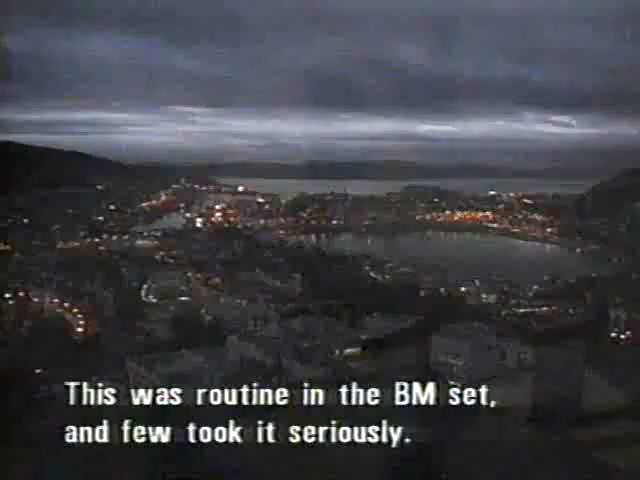 This was routine in the BM set,
and few took it seriously.